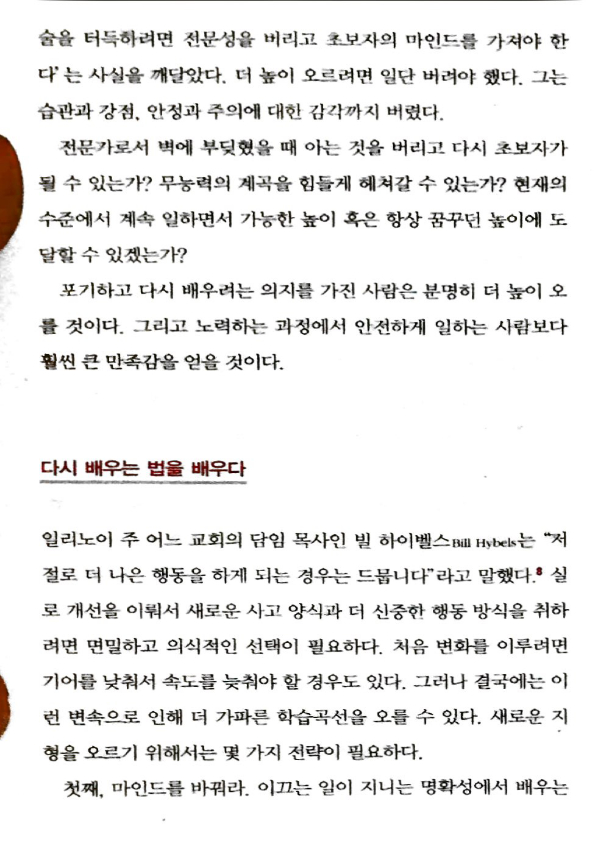 술을 터득하려면 전문성을 버리고 초보자의 마인드를 가져야 한
다’는 사실을 깨달았다. 더 높이 오르려면 일단 버려야 했다. 그는
습관과 강점, 안정과 주의에 대한 감각까지 버렸다.
전문가로서 벽에 부딪혔을 때 아는 것을 버리고 다시 초보자가
될 수 있는가? 무능력의 계곡을 힘들게 헤쳐갈 수 있는가? 현재의
수준에서 계속 일하면서 가능한 높이 혹은 항상 꿈꾸던 높이에 도
달할 수 있겠는가?
포기하고 다시 배우려는 의지를 가진 사람은 분명히 더 높이 오
를 것이다. 그리고 노력하는 과정에서 안전하게 일하는 사람보다
훨씬 큰 만족감을 얻을 것이다.
다시 배우는 법을 배우다
일리노이 주 어느 교회의 담임 목사인 빌 하이벨스Bill Hybels는 “저
절로 더 나은 행동을 하게 되는 경우는 드뭅니다”라고 말했다.8 실
로 개선을 이뤄서 새로운 사고 양식과 더 신중한 행동 방식을 취하
려면 면밀하고 의식적인 선택이 필요하다. 처음 변화를 이루려면
기어를 낮춰서 속도를 늦춰야 할 경우도 있다. 그러나 결국에는 이
런 변속으로 인해 더 가파른 학습곡선을 오를 수 있다. 새로운 지
형을 오르기 위해서는 몇 가지 전략이 필요하다.
첫째, 마인드를 바꿔라. 이끄는 일이 지니는 명확성에서 배우는